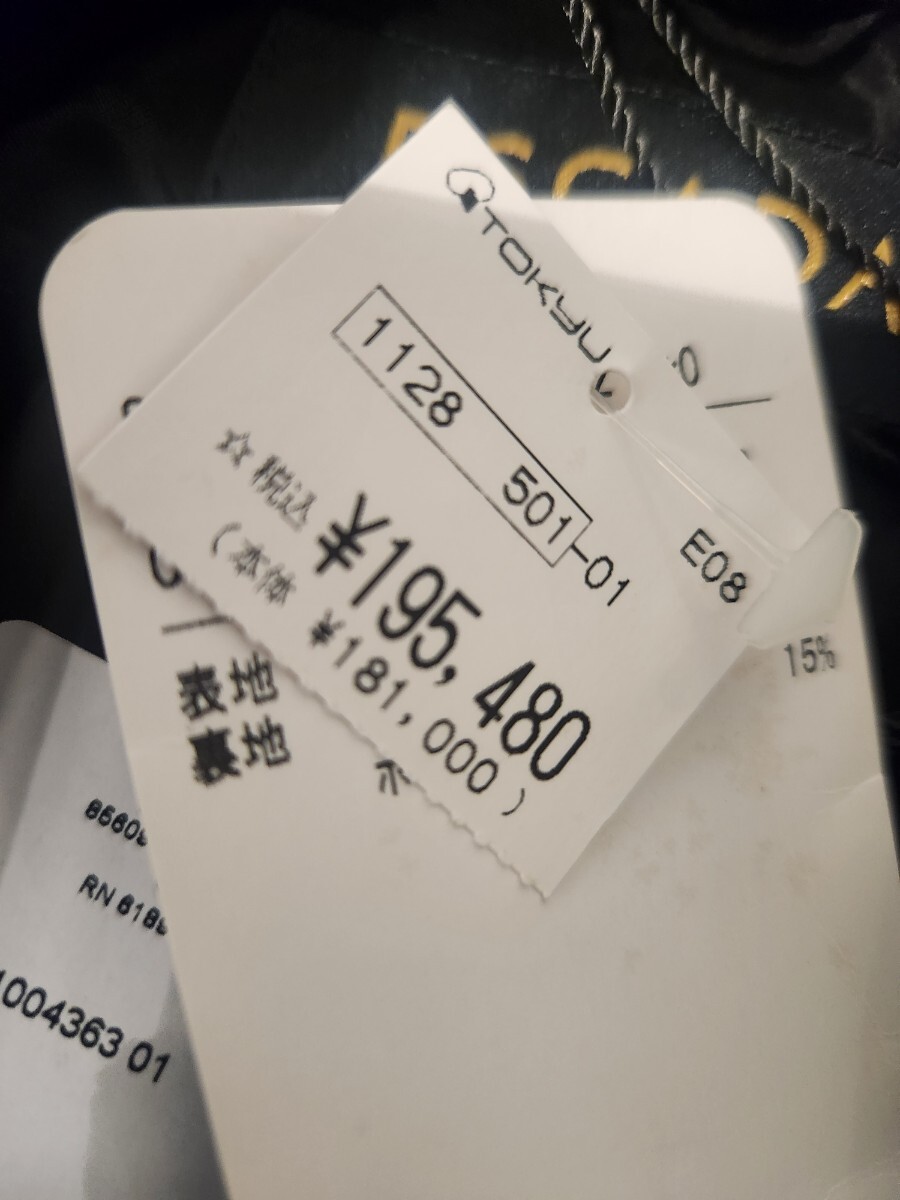 ESCADA
TOKYU
1128 501-01
E08
☆税込 ¥195,480
(本体 ¥181,000)
15%
表地
裏地
RN
1004363 01